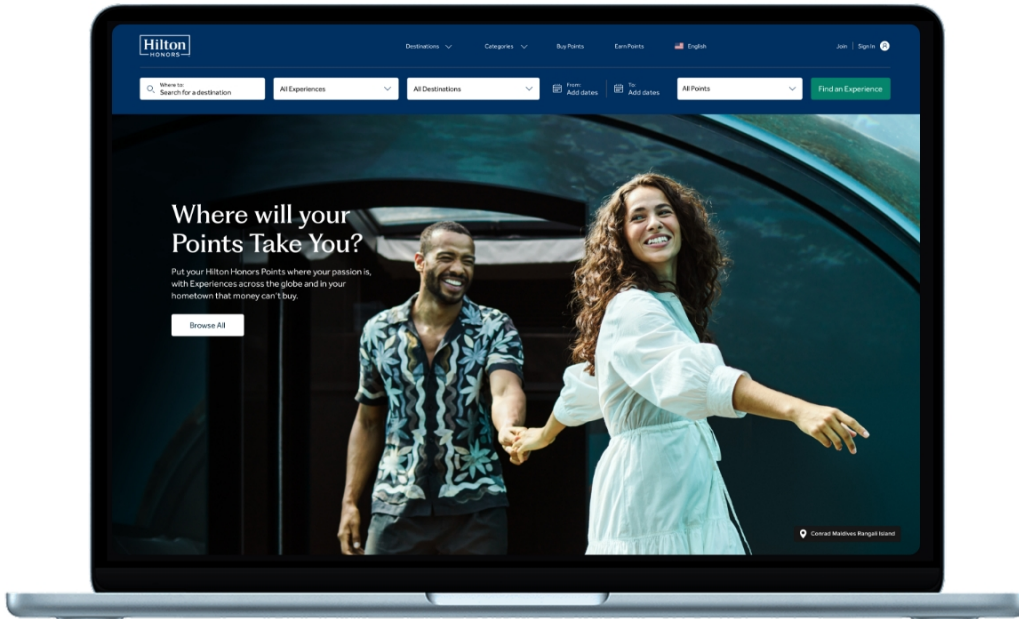 Hilton
HONORS
Destinations
Categories
Buy Points
Earn Points
English
Join
Sign In
Where to:
Search for a destination
All Experiences
All Destinations
From:
Add dates
To
Add dates
All Points
Find an Experience
Where will your
Points Take You?
Put your Hilton Honors Points where your passion is,
with Experiences across the globe and in your
hometown that money can't buy.
Browse All
Conrad Maldives Rangali Island